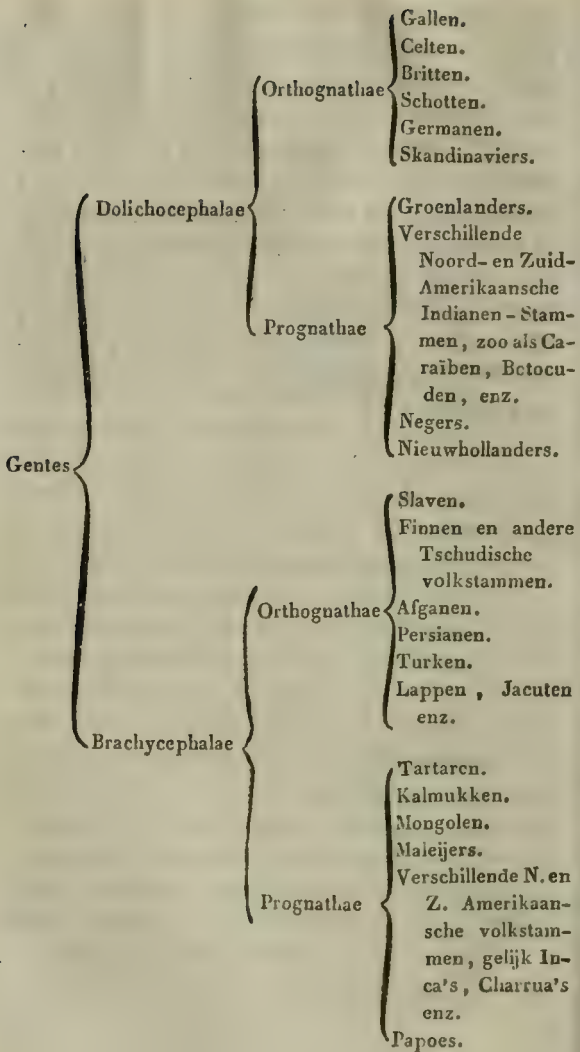 Gallen.
Celten.
Orthognathae Britten.
Schotten.
Germanen.
Skandinaviers.
Dolichocephalae
Groenlanders.
Verschillende
Noord- en Zuid-
Amerikaansche
Indianen-Stam-
Prognathae men, zoo als Ca-
raïben, Botocu-
den, enz.
Negers.
Nieuwhollanders.
Gentes
Slaven.
Finnen en andere
Tschudische
volkstammen.
Orthognathae Afganen.
Persianen.
Turken.
Lappen, Jacuten
enz.
Brachycephalae
Tartaren.
Kalmukken.
Mongolen.
Maleijers.
Verschillende N. en
Prognathae Z. Amerikaan-
sche volkstam-
men, gelijk In-
ca's, Charrua's
enz.
Papoes.